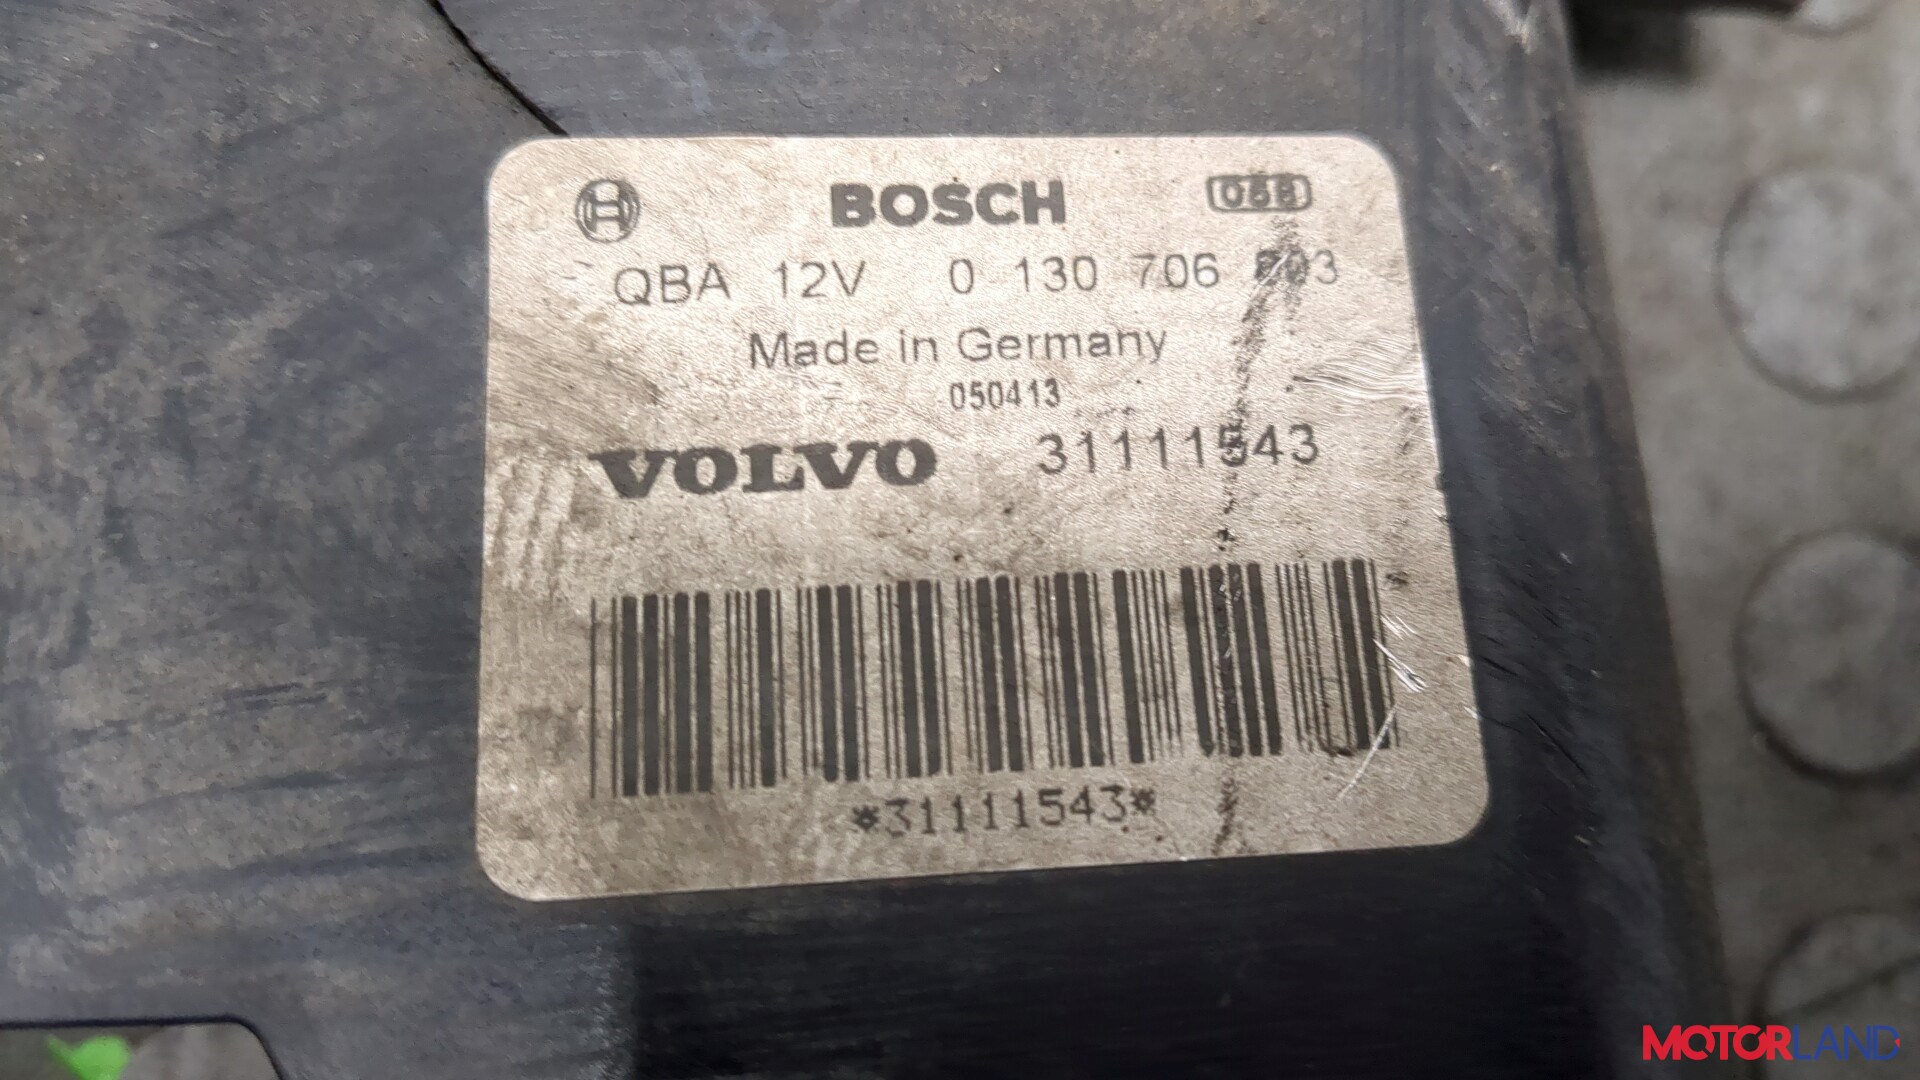 BOSCH
QBA 12V 0 130 706
Made in Germany
050413
VOLVO 31111543
*31111543*
MOTORLAND